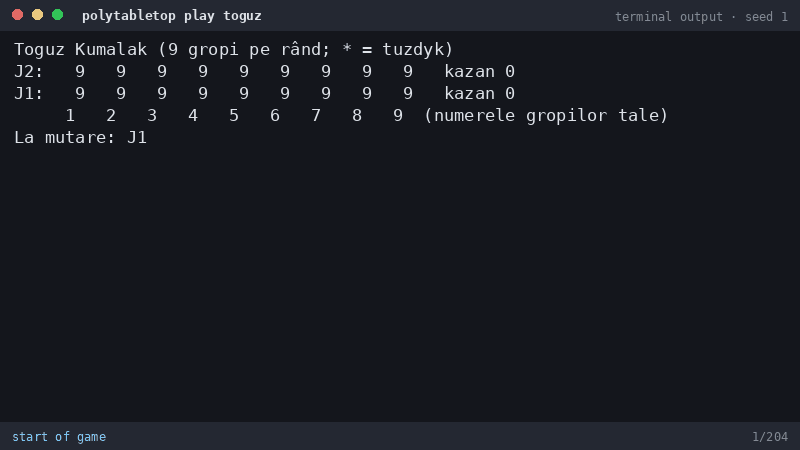 polytabletop play toguz
terminal output · seed 1
Toguz Kumalak (9 gropi pe rând; * = tuzdyk)
J2: 9 9 9 9 9 9 9 9 9 kazan 0
J1: 9 9 9 9 9 9 9 9 9 kazan 0
1 2 3 4 5 6 7 8 9 (numerele gropilor tale)
La mutare: J1
start of game
1/204